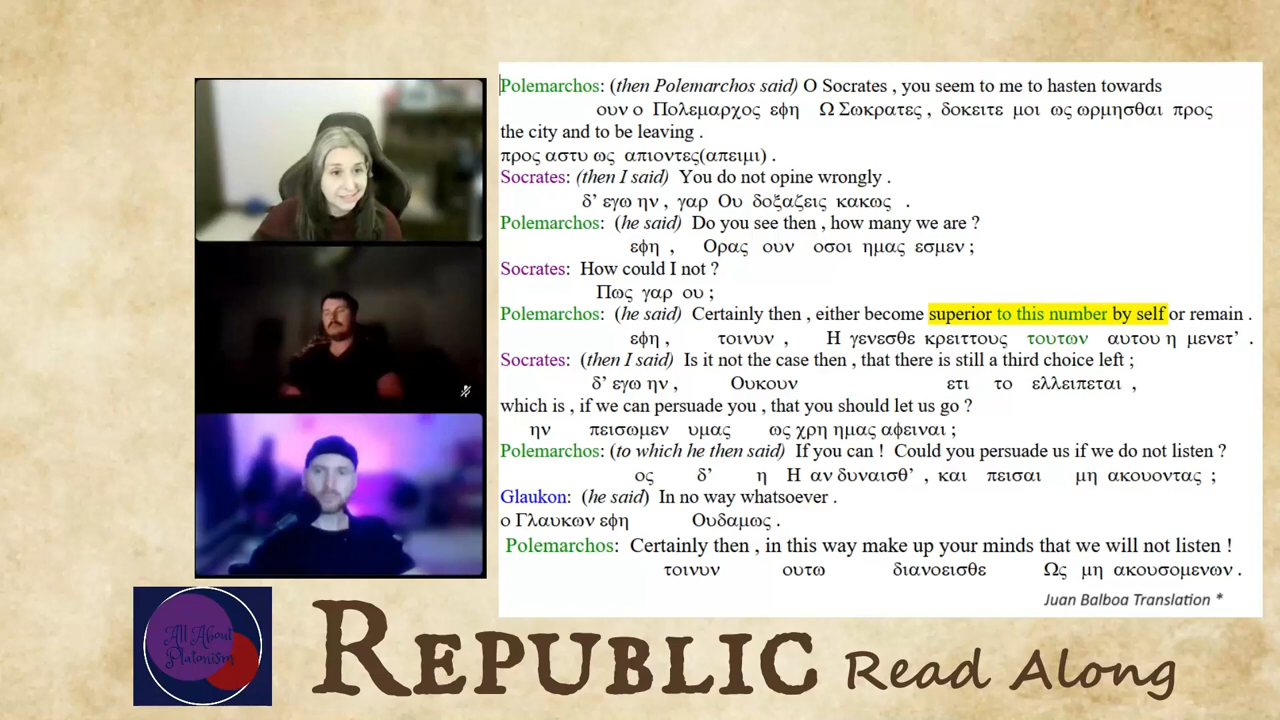 Polemarchos: (then Polemarchos said) O Socrates , you seem to me to hasten towards
ουν ο Πολεμαρχος εφη Ω Σωκρατες , δοκειτε μοι ως ωρμησθαι προς
the city and to be leaving .
προς αστυ ως απιοντες(απειμι) .
Socrates: (then I said) You do not opine wrongly .
δ’ εγω ην , γαρ Ου δοξαζεις κακως .
Polemarchos: (he said) Do you see then , how many we are ?
εφη , Ορας ουν οσοι ημας εσμεν ;
Socrates: How could I not ?
Πως γαρ ου ;
Polemarchos: (he said) Certainly then , either become superior to this number by self or remain .
εφη , τοινυν , Η γενεσθε κρειττους τουτων αυτου η μενετ’ .
Socrates: (then I said) Is it not the case then , that there is still a third choice left ;
δ’ εγω ην , Ουκουν ετι το ελλειπεται ,
which is , if we can persuade you , that you should let us go ?
ην πεισωμεν υμας ως χρη ημας αφειναι ;
Polemarchos: (to which he then said) If you can ! Could you persuade us if we do not listen ?
ος δ’ η Η αν δυναισθ’ , και πεισαι μη ακουοντας ;
Glaukon: (he said) In no way whatsoever .
ο Γλαυκων εφη Ουδαμως .
Polemarchos: Certainly then , in this way make up your minds that we will not listen !
τοινυν ουτω διανοεισθε Ως μη ακουσομενων .
Juan Balboa Translation *
All About
Platonism
REPUBLIC Read Along